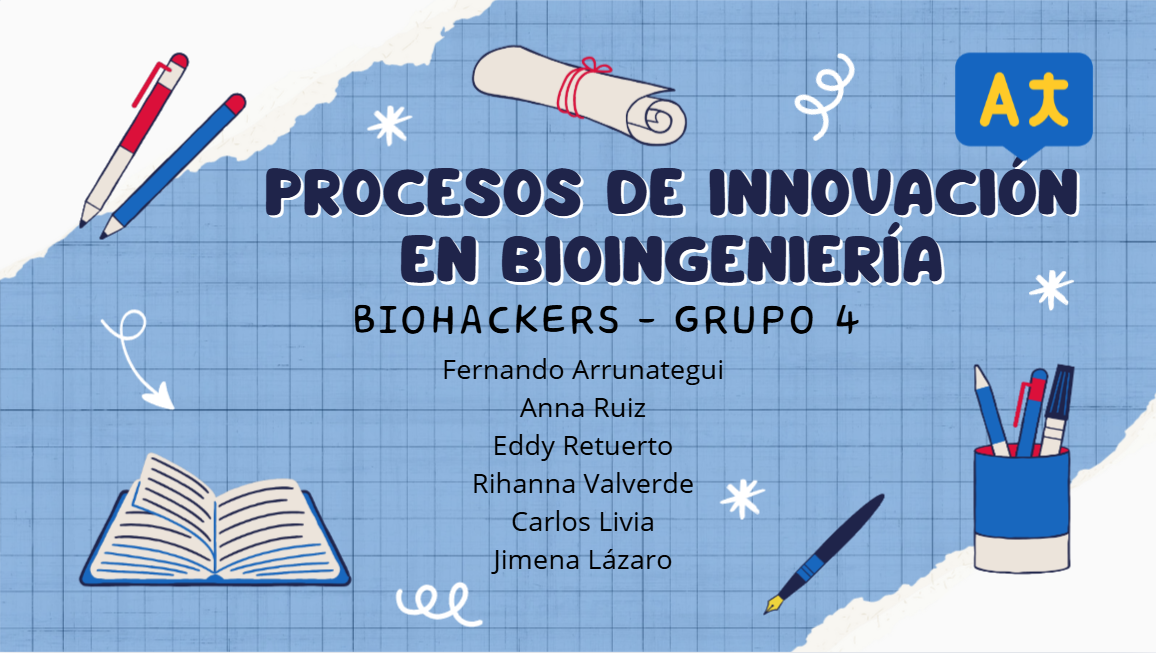 A 大
PROCESOS DE INNOVACIÓN
EN BIOINGENIERÍA
BIOHACKERS - GRUPO 4
Fernando Arrunategui
Anna Ruiz
Eddy Retuerto
Rihanna Valverde
Carlos Livia
Jimena Lázaro